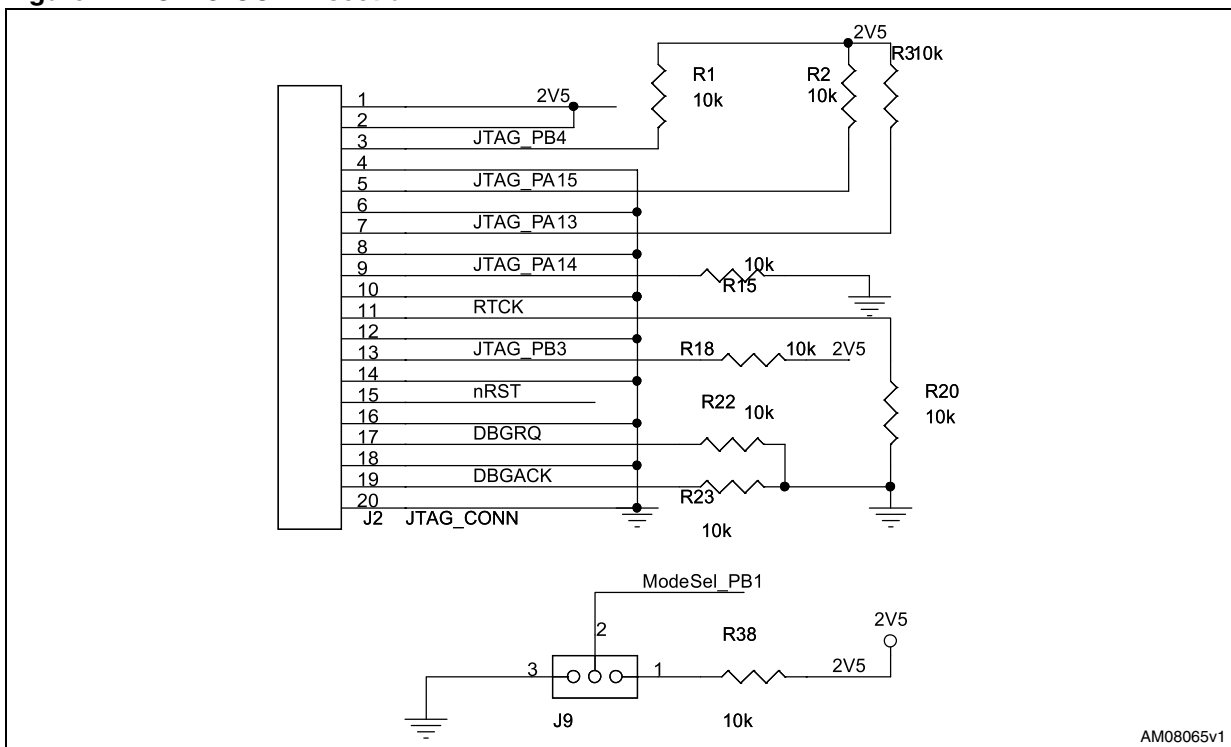 2V5
R1
10k
R2
10k
R310k
1
2V5
2
3
JTAG_PB4
4
5
JTAG_PA15
6
7
JTAG_PA13
8
9
JTAG_PA14
10k
R15
10
11
RTCK
12
13
JTAG_PB3
R18
10k
2V5
14
15
nRST
16
R22
10k
R20
10k
17
DBGRQ
18
19
DBGACK
R23
10k
20
J2
JTAG_CONN
ModeSel_PB1
2
R38
2V5
3
1
2V5
J9
10k
AM08065v1